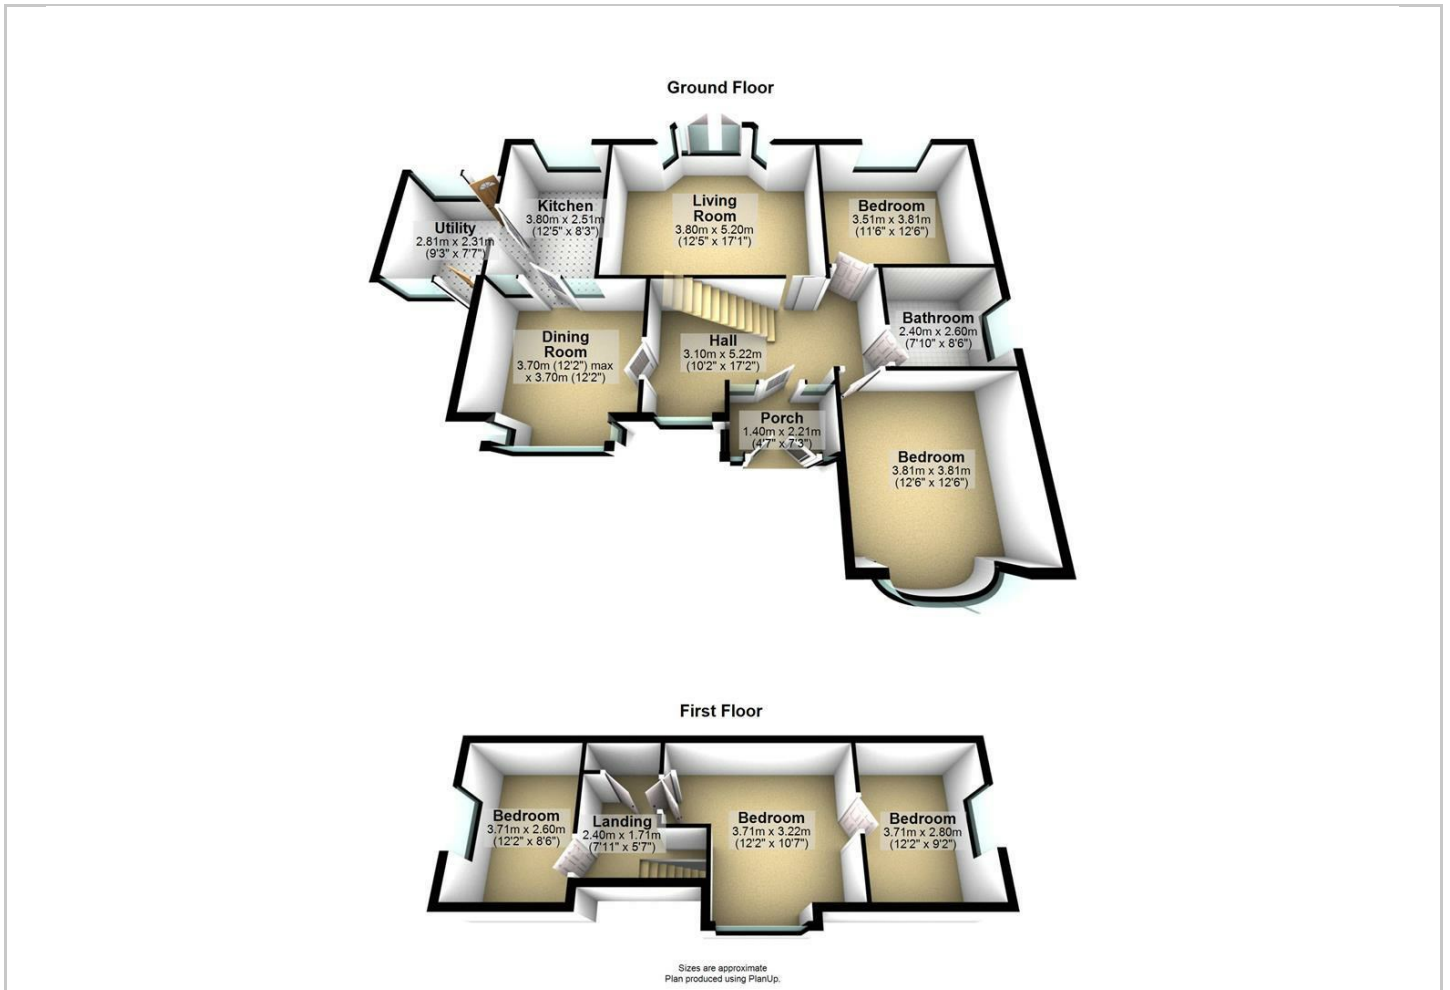 Ground Floor
Utility
2.81m x 2.31m
(9'3" x 7'7")
Kitchen
3.80m x 2.51m
(12'5" x 8'3")
Living
Room
3.80m x 5.20m
(12'5" x 17'1")
Bedroom
3.51m x 3.81m
(11'6" x 12'6")
Dining
Room
3.70m (12'2") max
x 3.70m (12'2")
Hall
3.10m x 5.22m
(10'2" x 17'2")
Bathroom
2.40m x 2.60m
(7'10" x 8'6")
Porch
1.40m x 2.21m
(4'7" x 7'3")
Bedroom
3.81m x 3.81m
(12'6" x 12'6")
First Floor
Bedroom
3.71m x 2.60m
(12'2" x 8'6")
Landing
2.40m x 1.71m
(7'11" x 5'7")
Bedroom
3.71m x 3.22m
(12'2" x 10'7")
Bedroom
3.71m x 2.80m
(12'2" x 9'2")
Sizes are approximate
Plan produced using PlanUp.